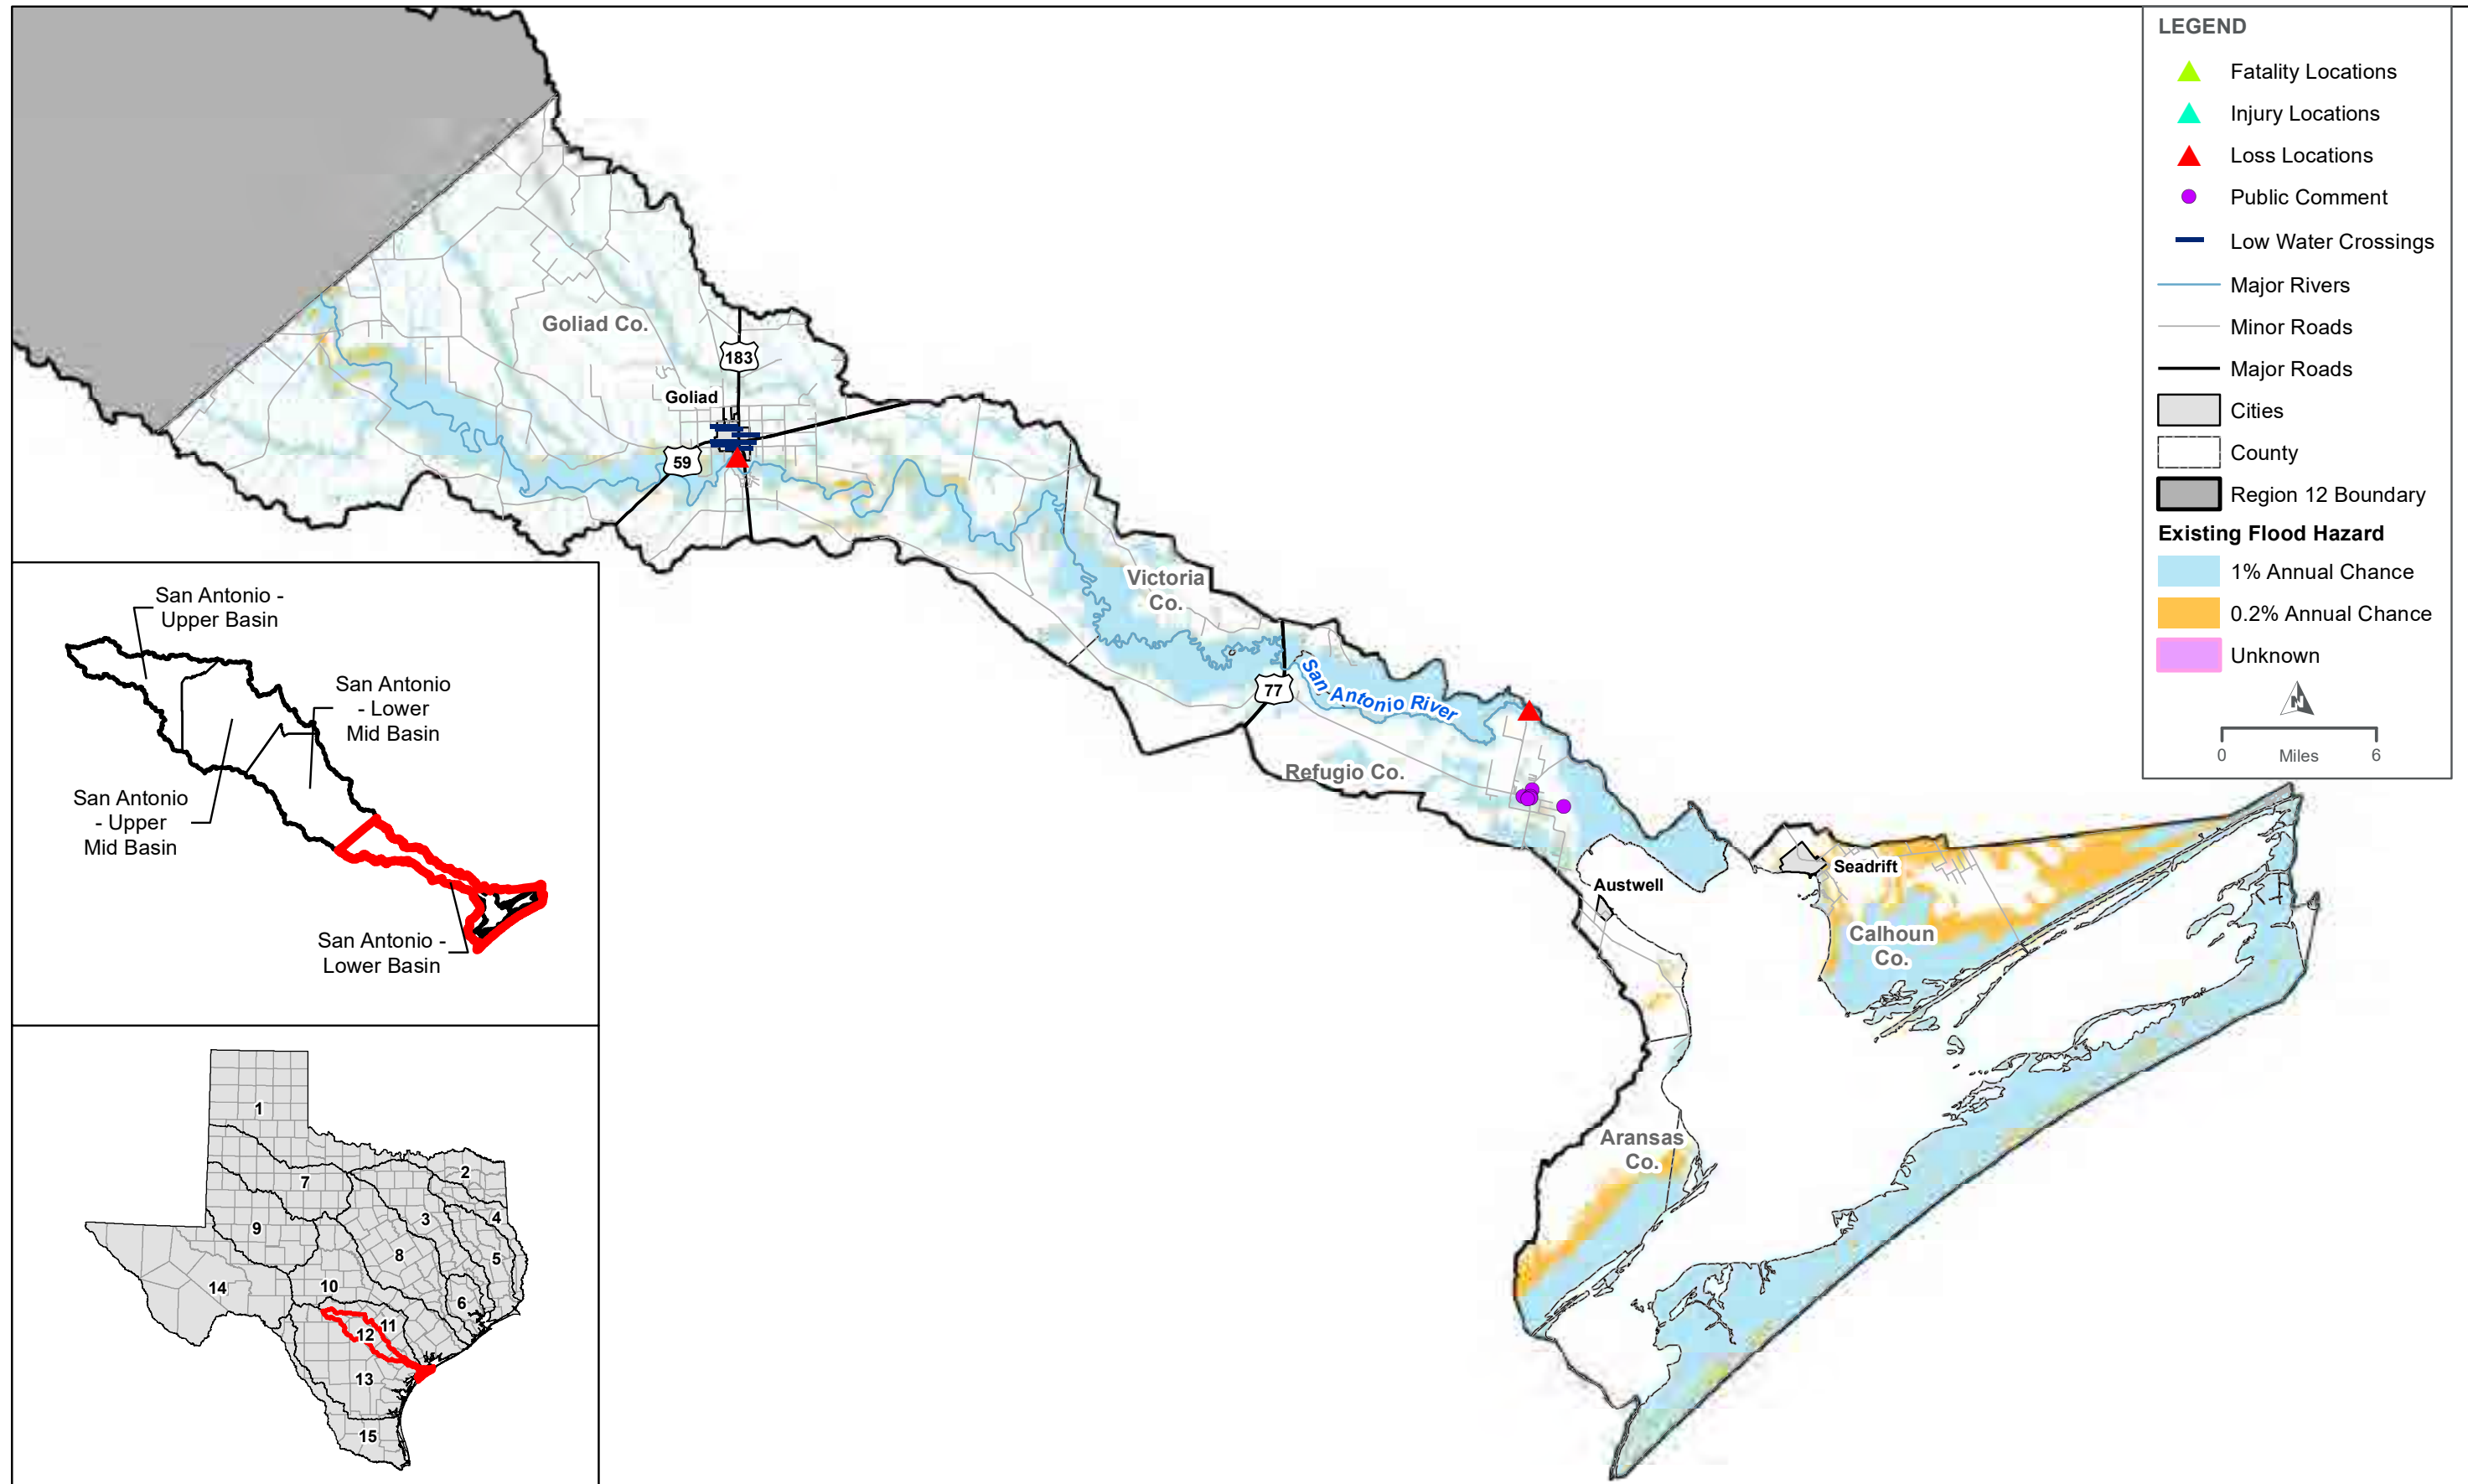 LEGEND
Fatality Locations
Injury Locations
Loss Locations
Public Comment
Low Water Crossings
Major Rivers
Minor Roads
Major Roads
Cities
County
Region 12 Boundary
Existing Flood Hazard
1% Annual Chance
0.2% Annual Chance
Unknown
N
0 6
Miles
Goliad Co.
183
Goliad
59
Victoria
Co.
77
San Antonio River
Refugio Co.
Austwell
Seadrift
Calhoun
Co.
Aransas
Co.
San Antonio -
Upper Basin
San Antonio
- Lower
Mid Basin
San Antonio
- Upper
Mid Basin
San Antonio -
Lower Basin
1
2
7
3
4
9
8
5
14
10
6
11
12
13
15